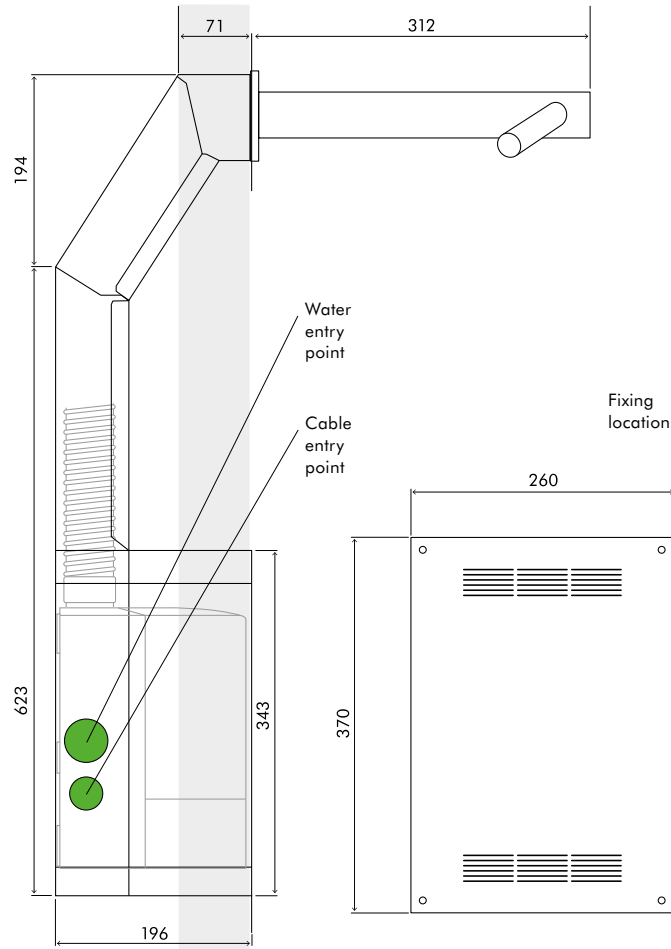 71
312
194
Water
entry
point
Cable
entry
point
Fixing
location
260
623
343
370
196